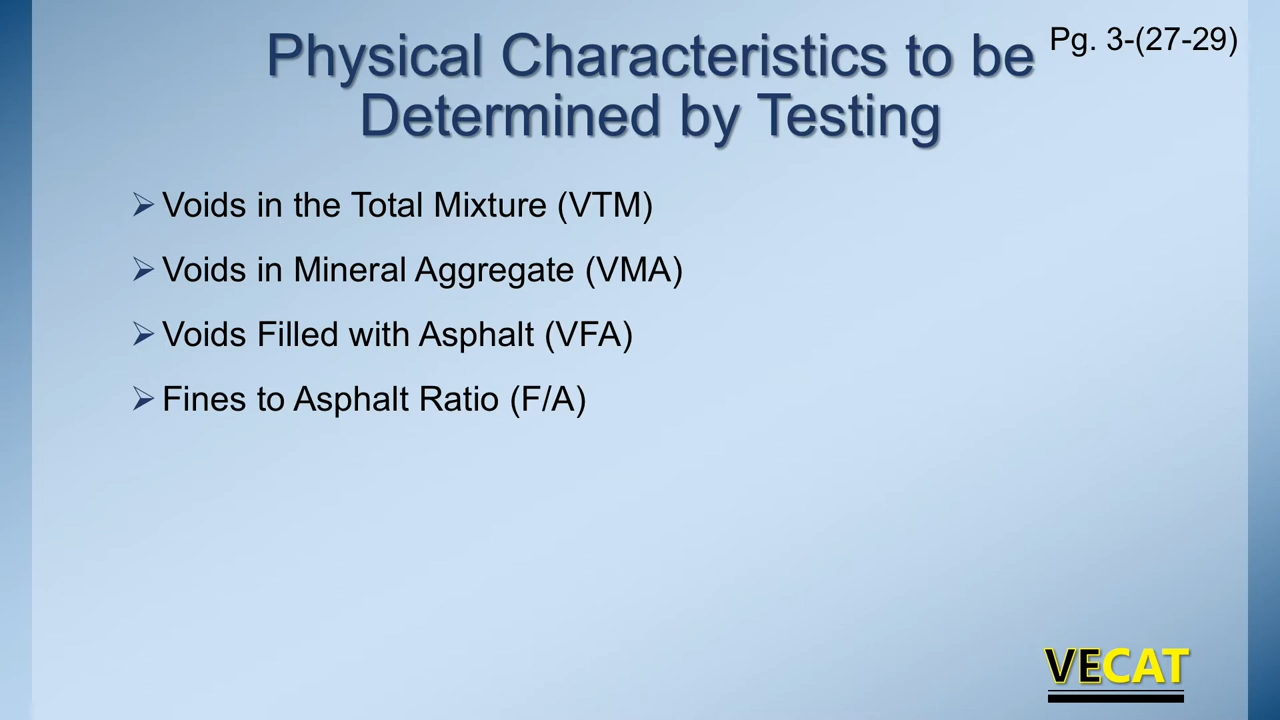 Physical Characteristics to be
Determined by Testing
Pg. 3-(27-29)
Voids in the Total Mixture (VTM)
Voids in Mineral Aggregate (VMA)
Voids Filled with Asphalt (VFA)
Fines to Asphalt Ratio (F/A)
VECAT